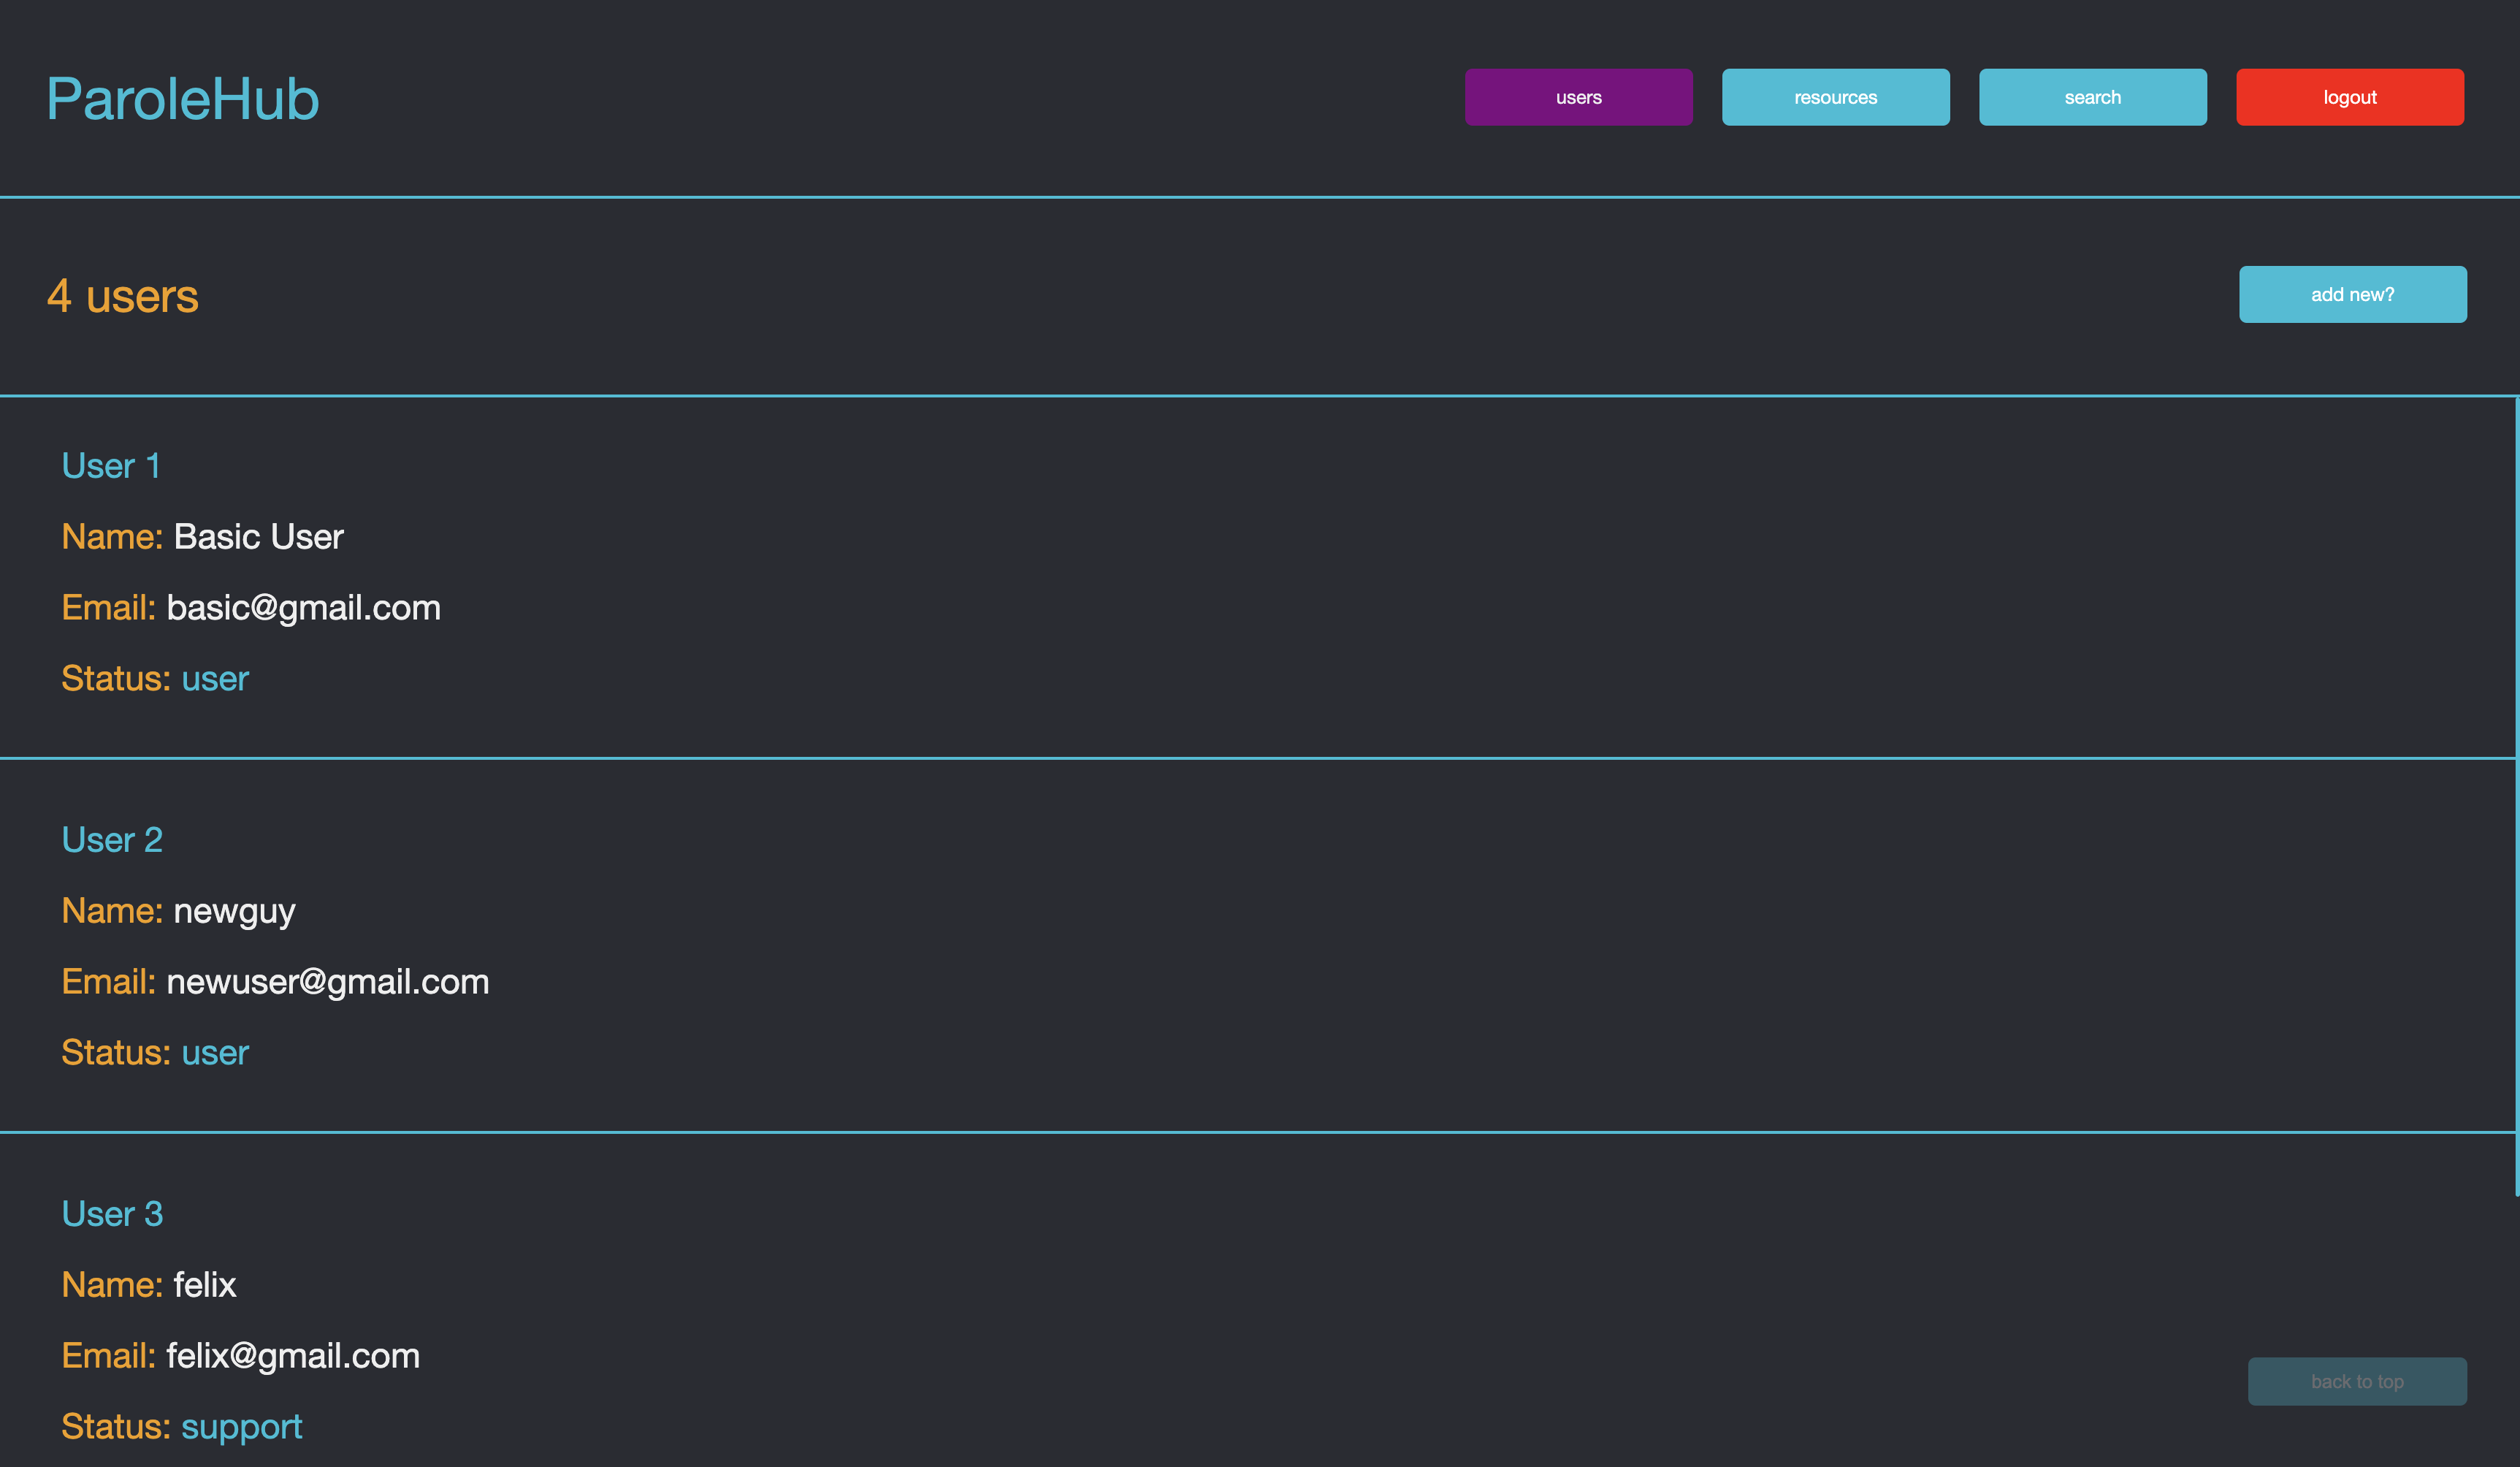 ParoleHub
users
resources
search
logout
4 users
add new?
User 1
Name: Basic User
Email: basic@gmail.com
Status: user
User 2
Name: newguy
Email: newuser@gmail.com
Status: user
User 3
Name: felix
Email: felix@gmail.com
back to top
Status: support